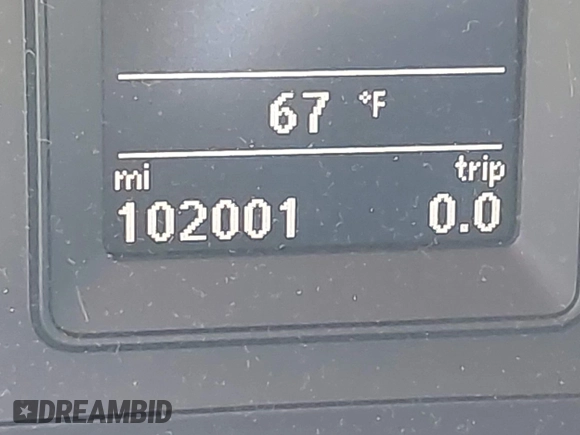 67 °F
mi trip
102001 0.0
DREAMBID